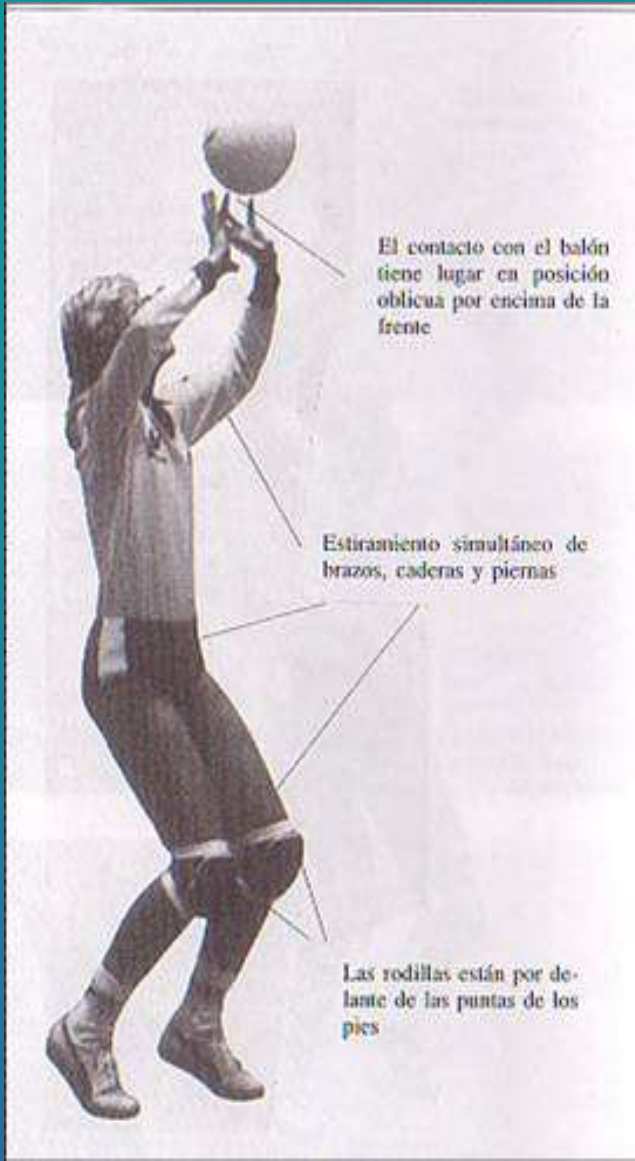 El contacto con el balón
tiene lugar en posición
oblicua por encima de la
frente
Estiramiento simultáneo de
brazos, caderas y piernas
Las rodillas están por de-
lante de las puntas de los
pies